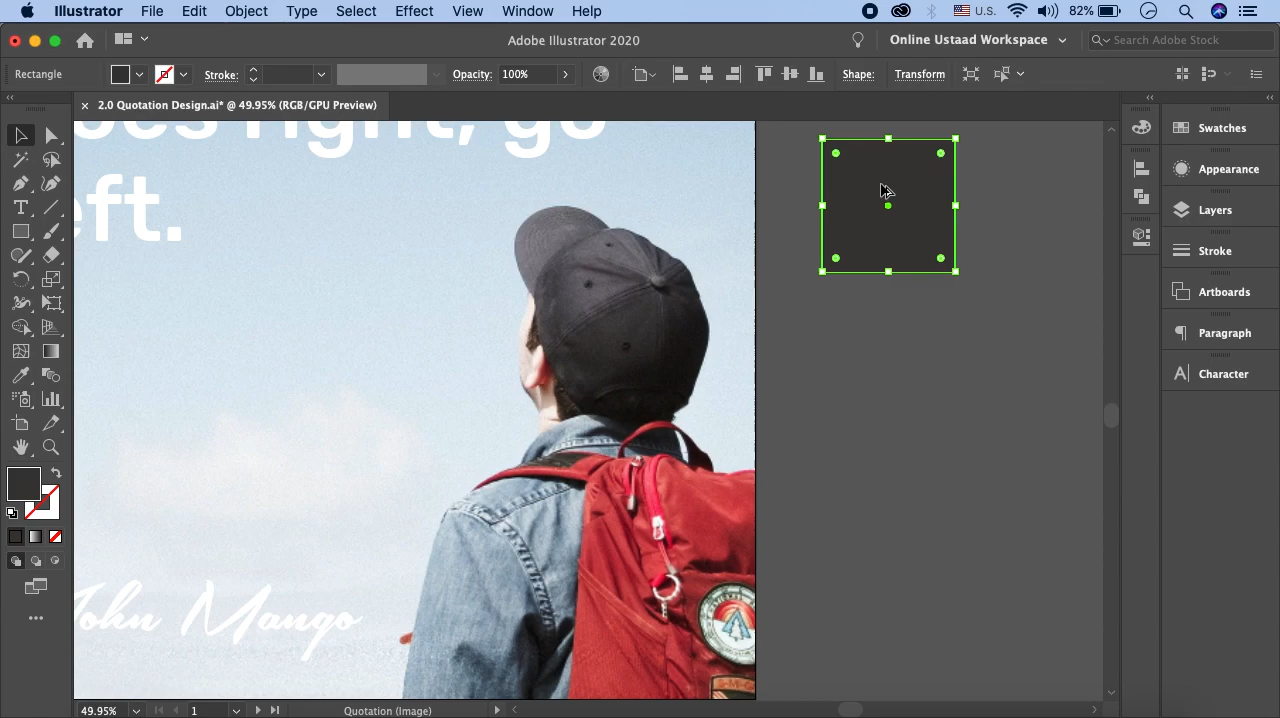 Illustrator File Edit Object Type Select Effect View Window Help U.S. 82%
Adobe Illustrator 2020 Online Ustaad Workspace Search Adobe Stock
Rectangle Stroke: Opacity: 100% Shape: Transform
2.0 Quotation Design.ai* @ 49.95% (RGB/GPU Preview)
goes right, go
left.
Swatches
Appearance
Layers
Stroke
Artboards
Paragraph
Character
John Mango
49.95% 1 Quotation (Image)